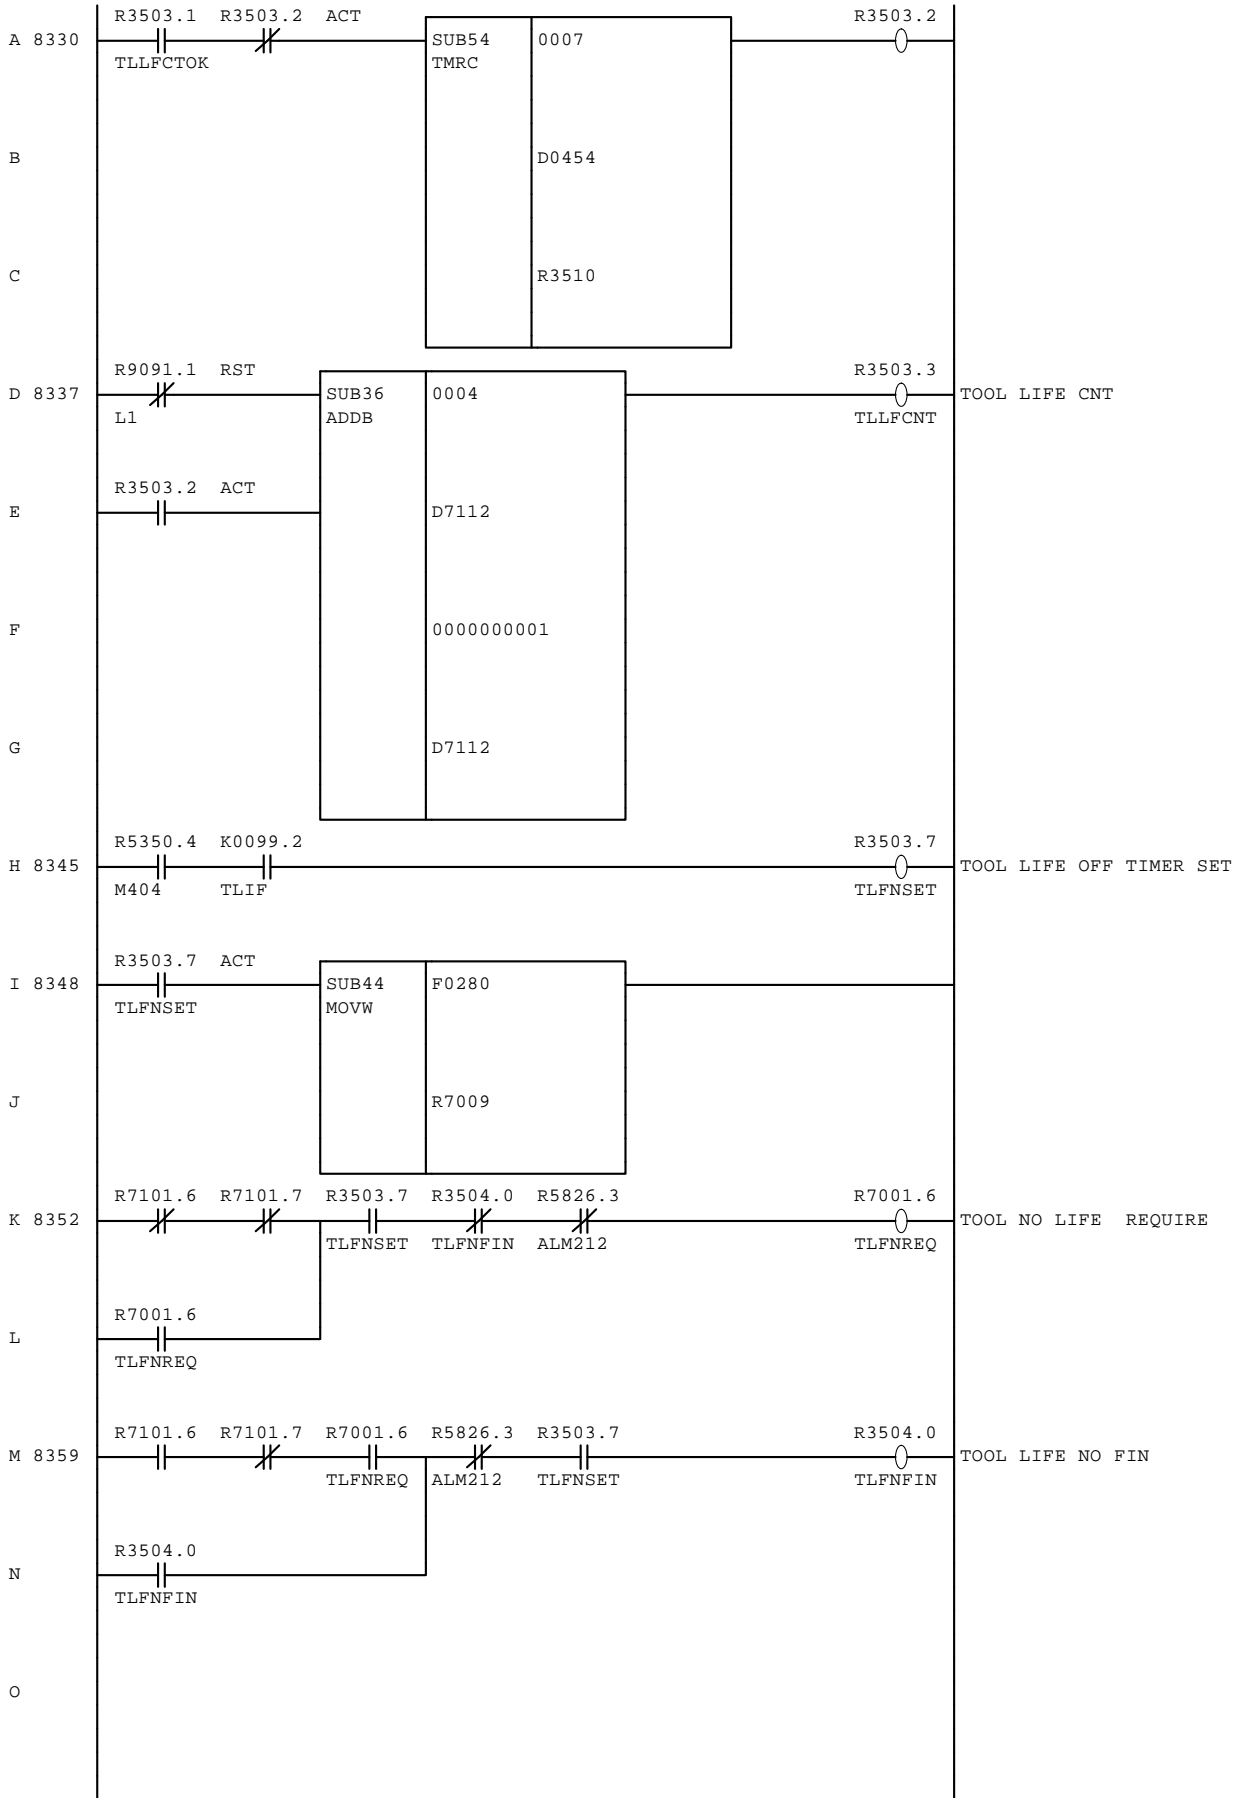 R3503.1 R3503.2 ACT R3503.2
A 8330 SUB54 0007
TLLFCTOK TMRC
B D0454
C R3510
R9091.1 RST R3503.3
D 8337 SUB36 0004 TOOL LIFE CNT
L1 ADDB TLLFCNT
R3503.2 ACT
E D7112
F 0000000001
G D7112
R5350.4 K0099.2 R3503.7
H 8345 TOOL LIFE OFF TIMER SET
M404 TLIF TLFNSET
R3503.7 ACT
I 8348 SUB44 F0280
TLFNSET MOVW
J R7009
R7101.6 R7101.7 R3503.7 R3504.0 R5826.3 R7001.6
K 8352 TOOL NO LIFE REQUIRE
TLFNSET TLFNFIN ALM212 TLFNREQ
R7001.6
L
TLFNREQ
R7101.6 R7101.7 R7001.6 R5826.3 R3503.7 R3504.0
M 8359 TOOL LIFE NO FIN
TLFNREQ ALM212 TLFNSET TLFNFIN
R3504.0
N
TLFNFIN
O